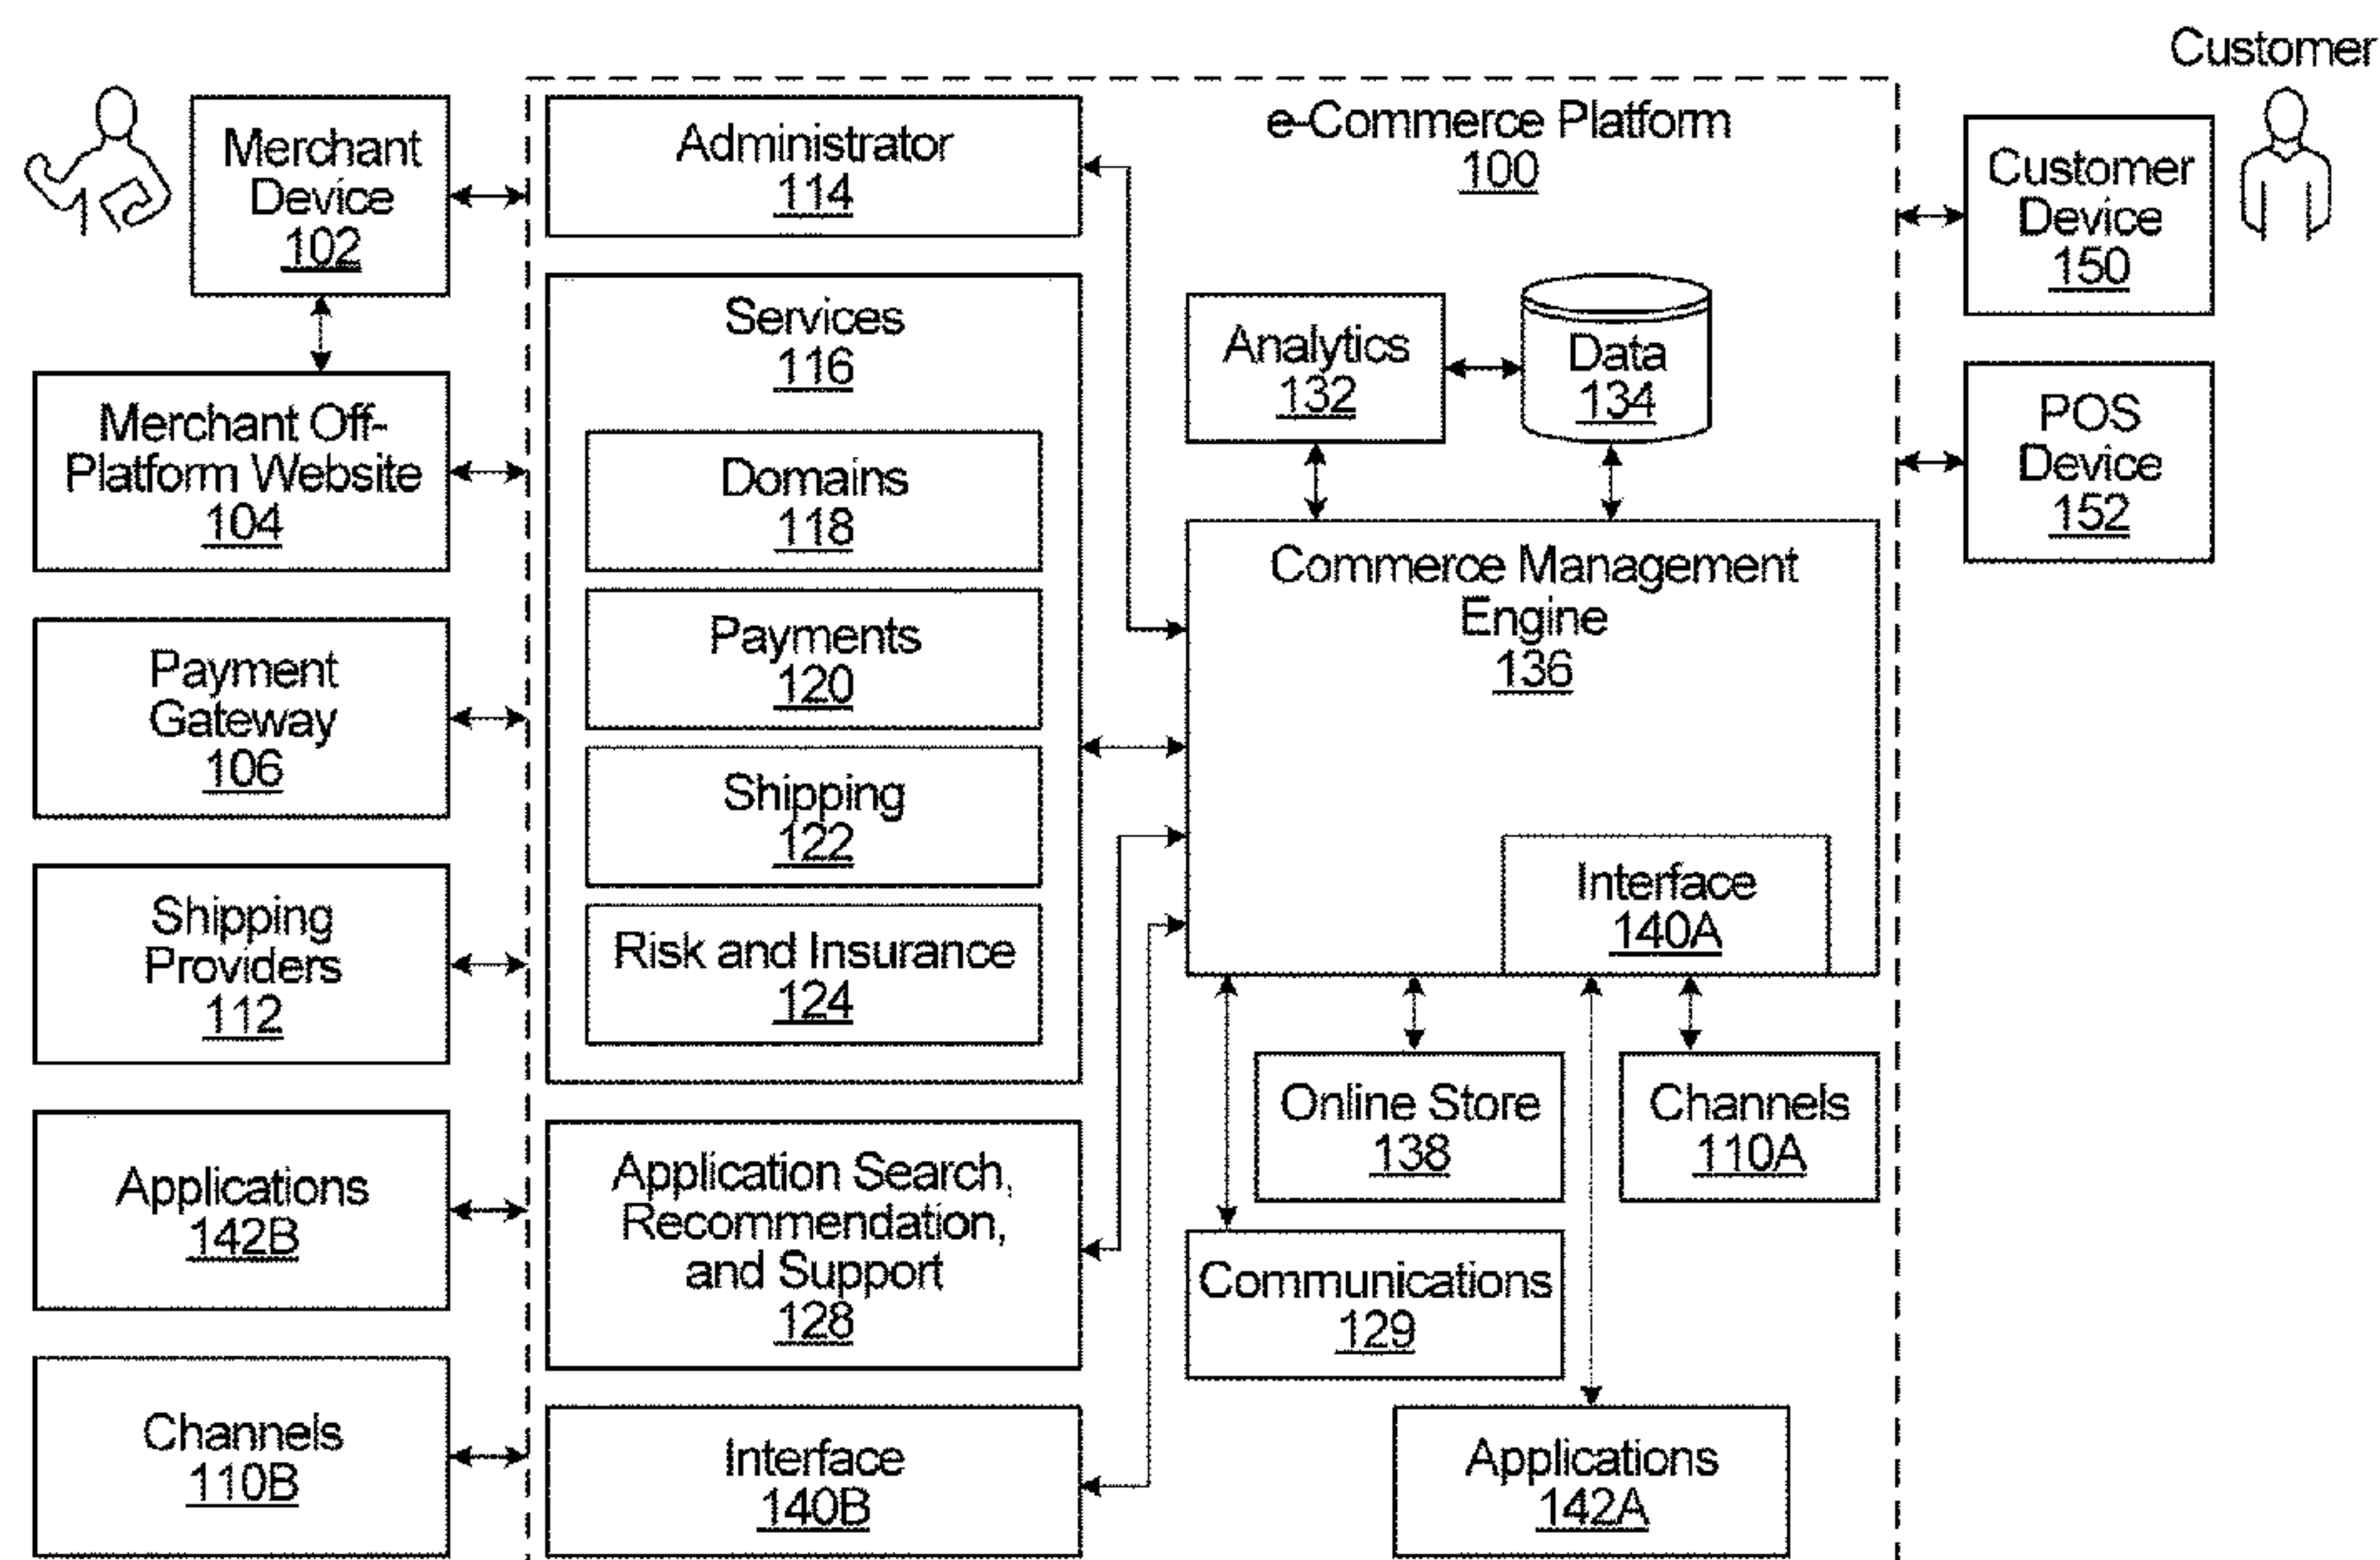 Customer
Merchant
Device
102
Administrator
114
e-Commerce Platform
100
Customer
Device
150
Merchant Off-
Platform Website
104
Services
116
Domains
118
Payments
120
Shipping
122
Risk and Insurance
124
Analytics
132
Data
134
POS
Device
152
Payment
Gateway
106
Commerce Management
Engine
136
Interface
140A
Shipping
Providers
112
Applications
142B
Application Search,
Recommendation,
and Support
128
Online Store
138
Channels
110A
Communications
129
Channels
110B
Interface
140B
Applications
142A